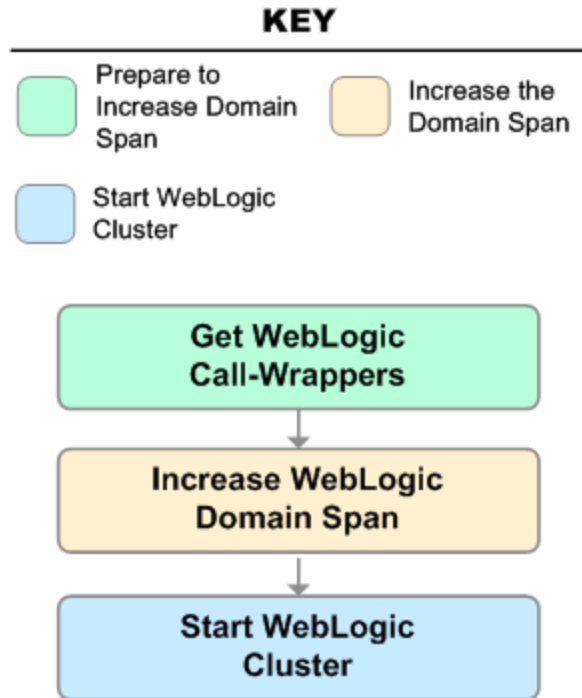 KEY
Prepare to
Increase Domain
Span
Increase the
Domain Span
Start WebLogic
Cluster
Get WebLogic
Call-Wrappers
Increase WebLogic
Domain Span
Start WebLogic
Cluster